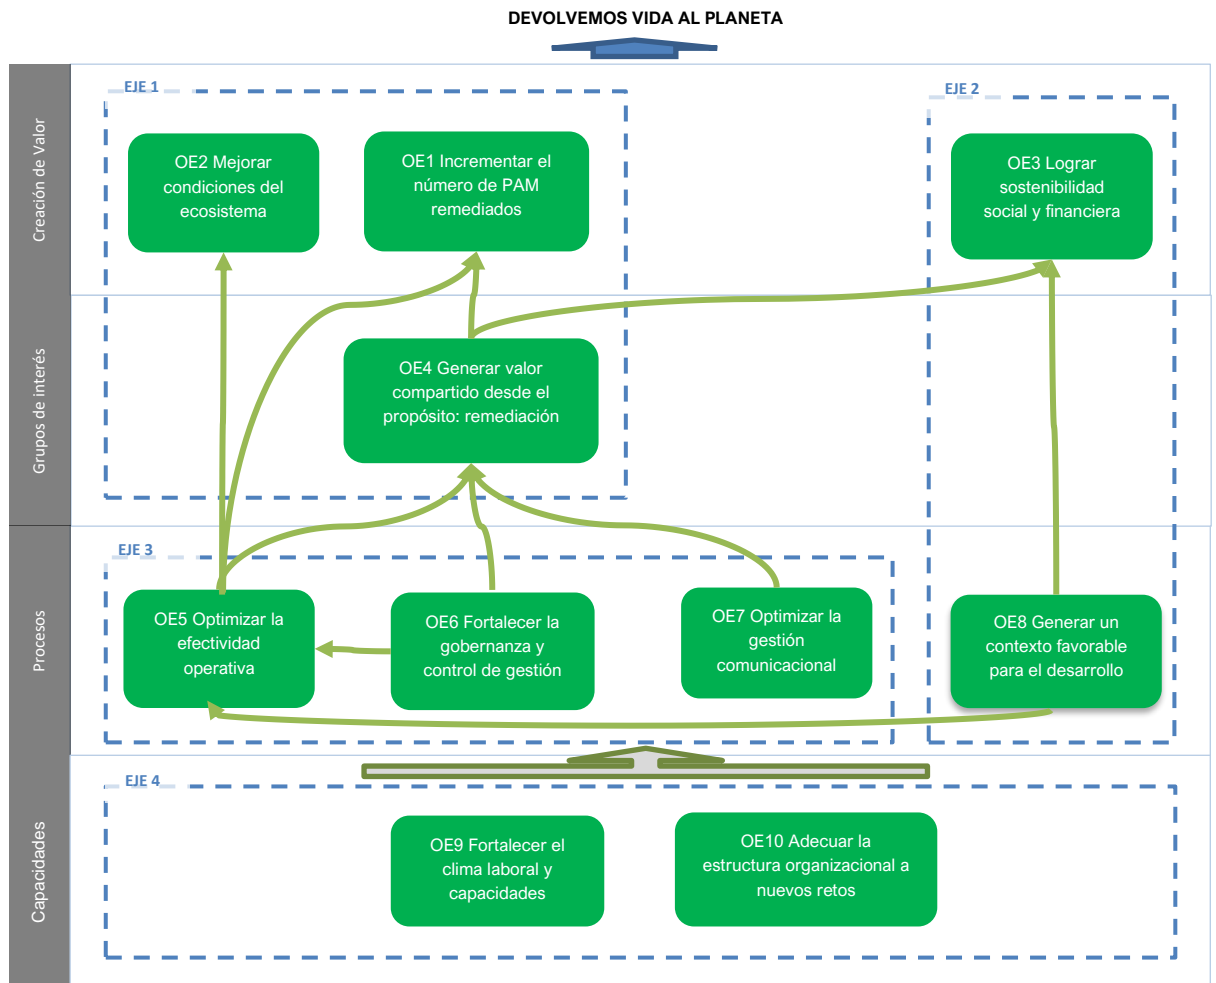 DEVOLVEMOS VIDA AL PLANETA
Creación de Valor
EJE 1
EJE 2
OE2 Mejorar
condiciones del
ecosistema
OE1 Incrementar el
número de PAM
remediados
OE3 Lograr
sostenibilidad
social y financiera
Grupos de interés
OE4 Generar valor
compartido desde el
propósito: remediación
Procesos
EJE 3
OE5 Optimizar la
efectividad
operativa
OE6 Fortalecer la
gobernanza y
control de gestión
OE7 Optimizar la
gestión
comunicacional
OE8 Generar un
contexto favorable
para el desarrollo
Capacidades
EJE 4
OE9 Fortalecer el
clima laboral y
capacidades
OE10 Adecuar la
estructura organizacional a
nuevos retos